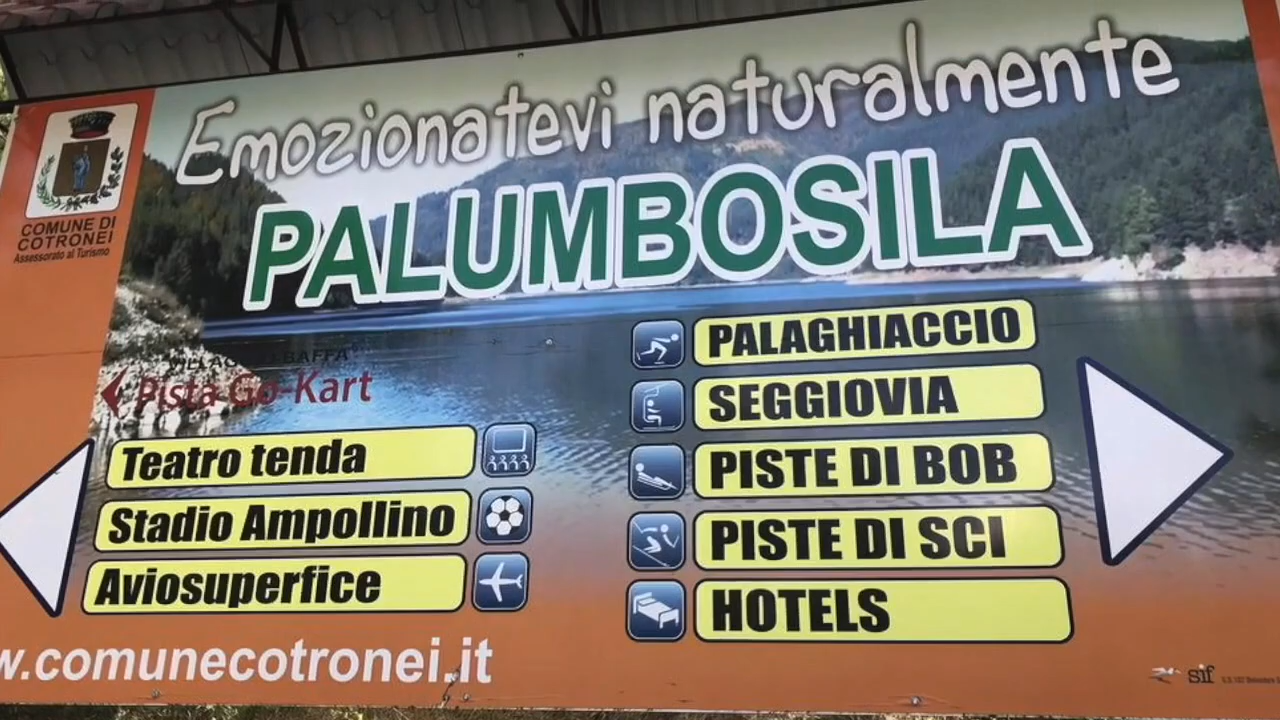 Emozionatevi naturalmente
PALUMBOSILA
COMUNE DI
COTRONEI
Assessorato al Turismo
BAFFA
Pista Go-Kart
Teatro tenda
Stadio Ampollino
Aviosuperfice
PALAGHIACCIO
SEGGIOVIA
PISTE DI BOB
PISTE DI SCI
HOTELS
w.comunecotronei.it
sif